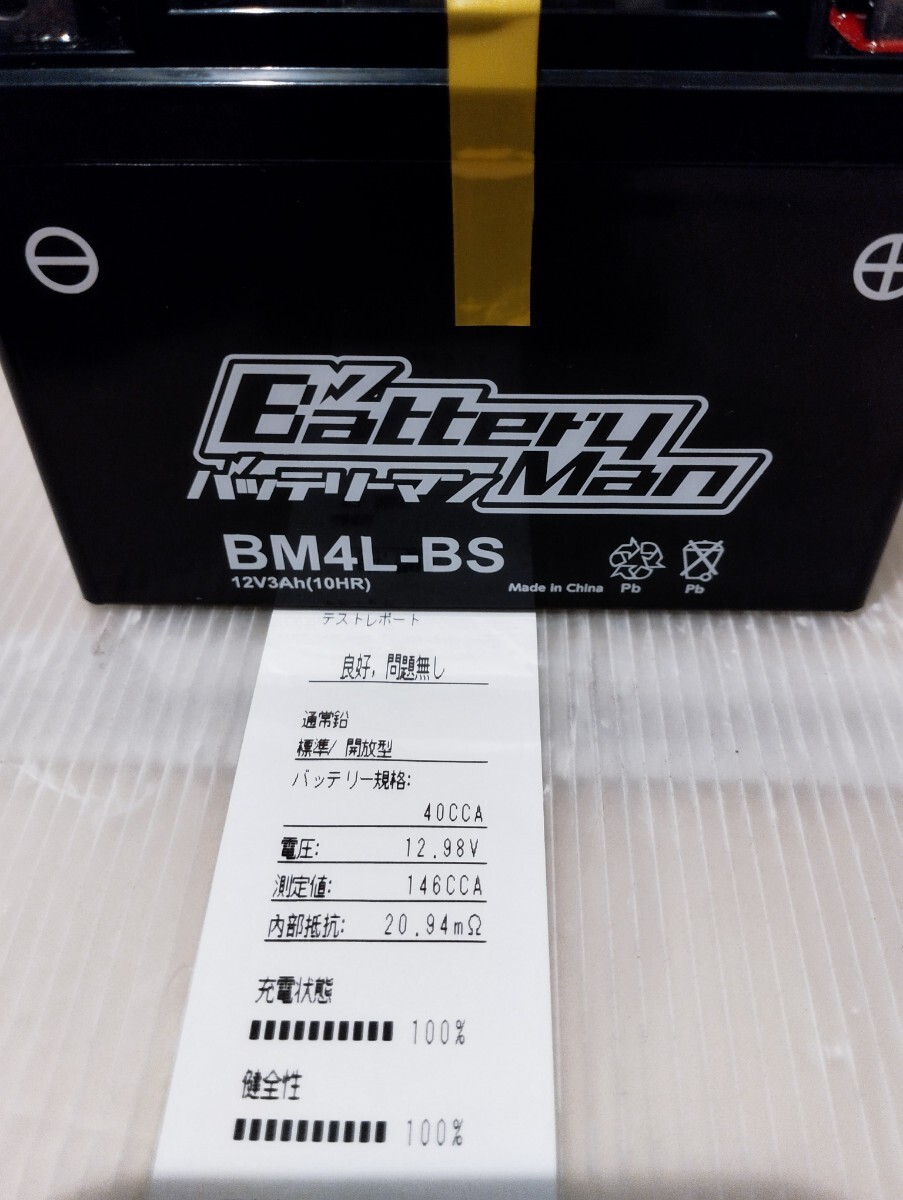 Battery
バッテリーマン Man
BM4L-BS
12V3Ah(10HR)
Made in China
Pb
Pb
テストレポート
良好, 問題無し
通常鉛
標準/ 開放型
バッテリー規格:
40CCA
電圧: 12.98V
測定値: 146CCA
内部抵抗: 20.94mΩ
充電状態
100%
健全性
100%